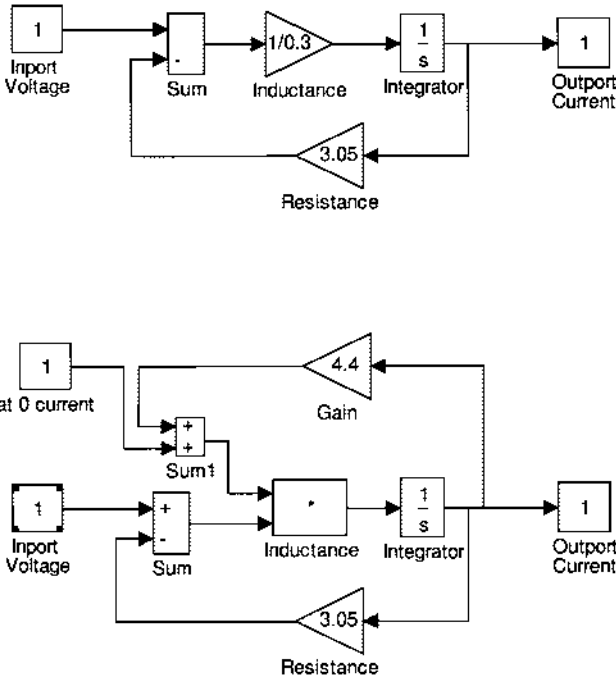 1
Inport
Voltage
-
Sum
1/0.3
Inductance
1
s
Integrator
1
Outport
Current
3.05
Resistance
1
at 0 current
4.4
Gain
+
+
Sum1
1
Inport
Voltage
+
-
Sum
*
Inductance
1
s
Integrator
1
Outport
Current
3.05
Resistance